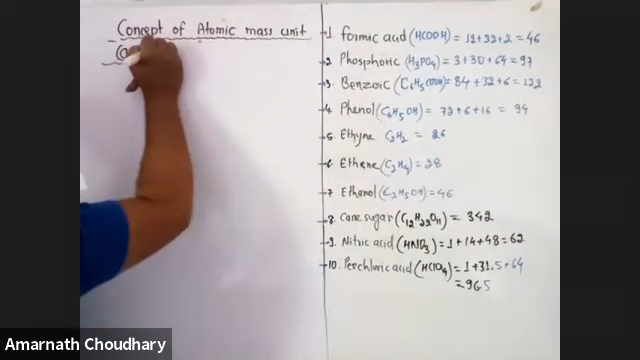 Concept of Atomic mass unit
(a
1 Formic acid (HCOOH) = 12+32+2 = 46
2. Phosphoric (H3PO4) = 3+30+64 = 97
3. Benzoic (C6H5COOH) = 84+32+6 = 122
4. Phenol (C6H5OH) = 72+6+16 = 94
5. Ethyne C2H2 = 26
6. Ethene (C2H4) = 28
7. Ethanol (C2H5OH) = 46
8. Cane sugar (C12H22O11) = 342
9. Nitric acid (HNO3) = 1+14+48 = 62
10. Perchloric acid (HClO4) = 1+31.5+64
= 96.5
Amarnath Choudhary